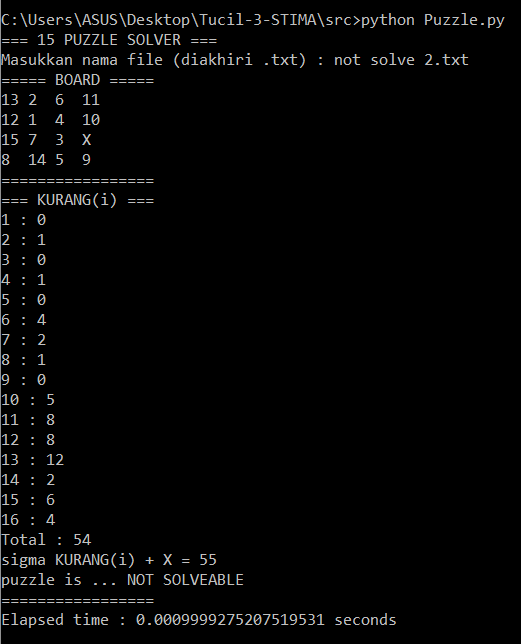 C:\Users\ASUS\Desktop\Tucil-3-STIMA\src>python Puzzle.py
=== 15 PUZZLE SOLVER ===
Masukkan nama file (diakhiri .txt) : not solve 2.txt
===== BOARD =====
13 2  6  11
12 1  4  10
15 7  3  X
8  14 5  9
=================
=== KURANG(i) ===
1 : 0
2 : 1
3 : 0
4 : 1
5 : 0
6 : 4
7 : 2
8 : 1
9 : 0
10 : 5
11 : 8
12 : 8
13 : 12
14 : 2
15 : 6
16 : 4
Total : 54
sigma KURANG(i) + X = 55
puzzle is ... NOT SOLVEABLE
=================
Elapsed time : 0.0009999275207519531 seconds